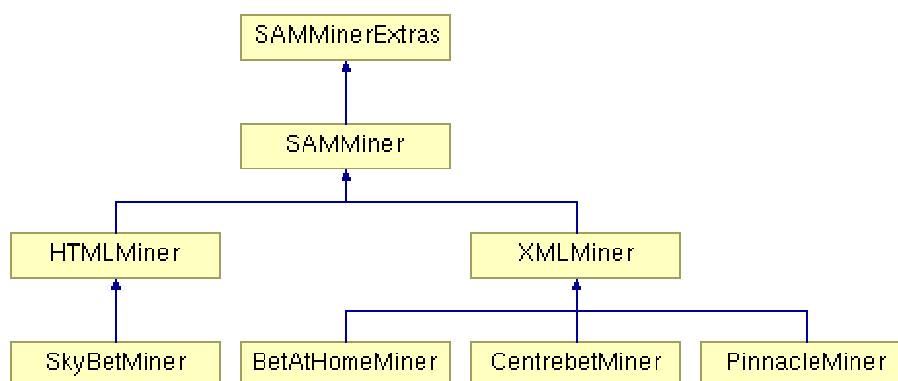 SAMMinerExtras
SAMMiner
HTMLMiner
XMLMiner
SkyBetMiner
BetAtHomeMiner
CentrebetMiner
PinnacleMiner